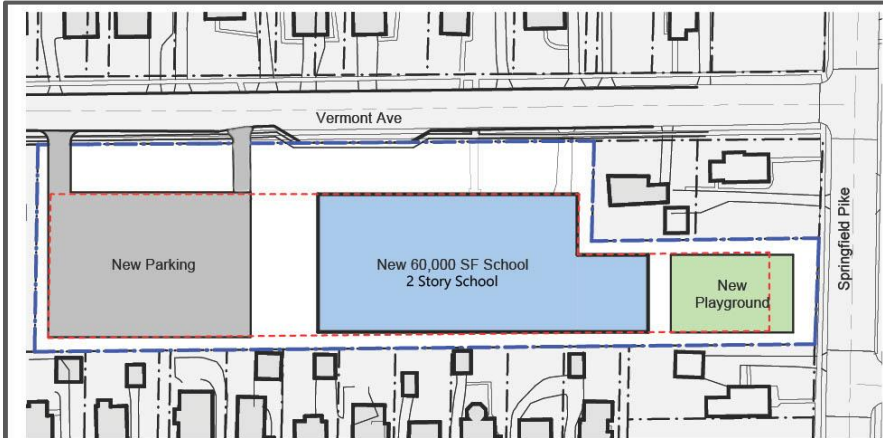 Vermont Ave
New Parking
New 60,000 SF School
2 Story School
New
Playground
Springfield Pike